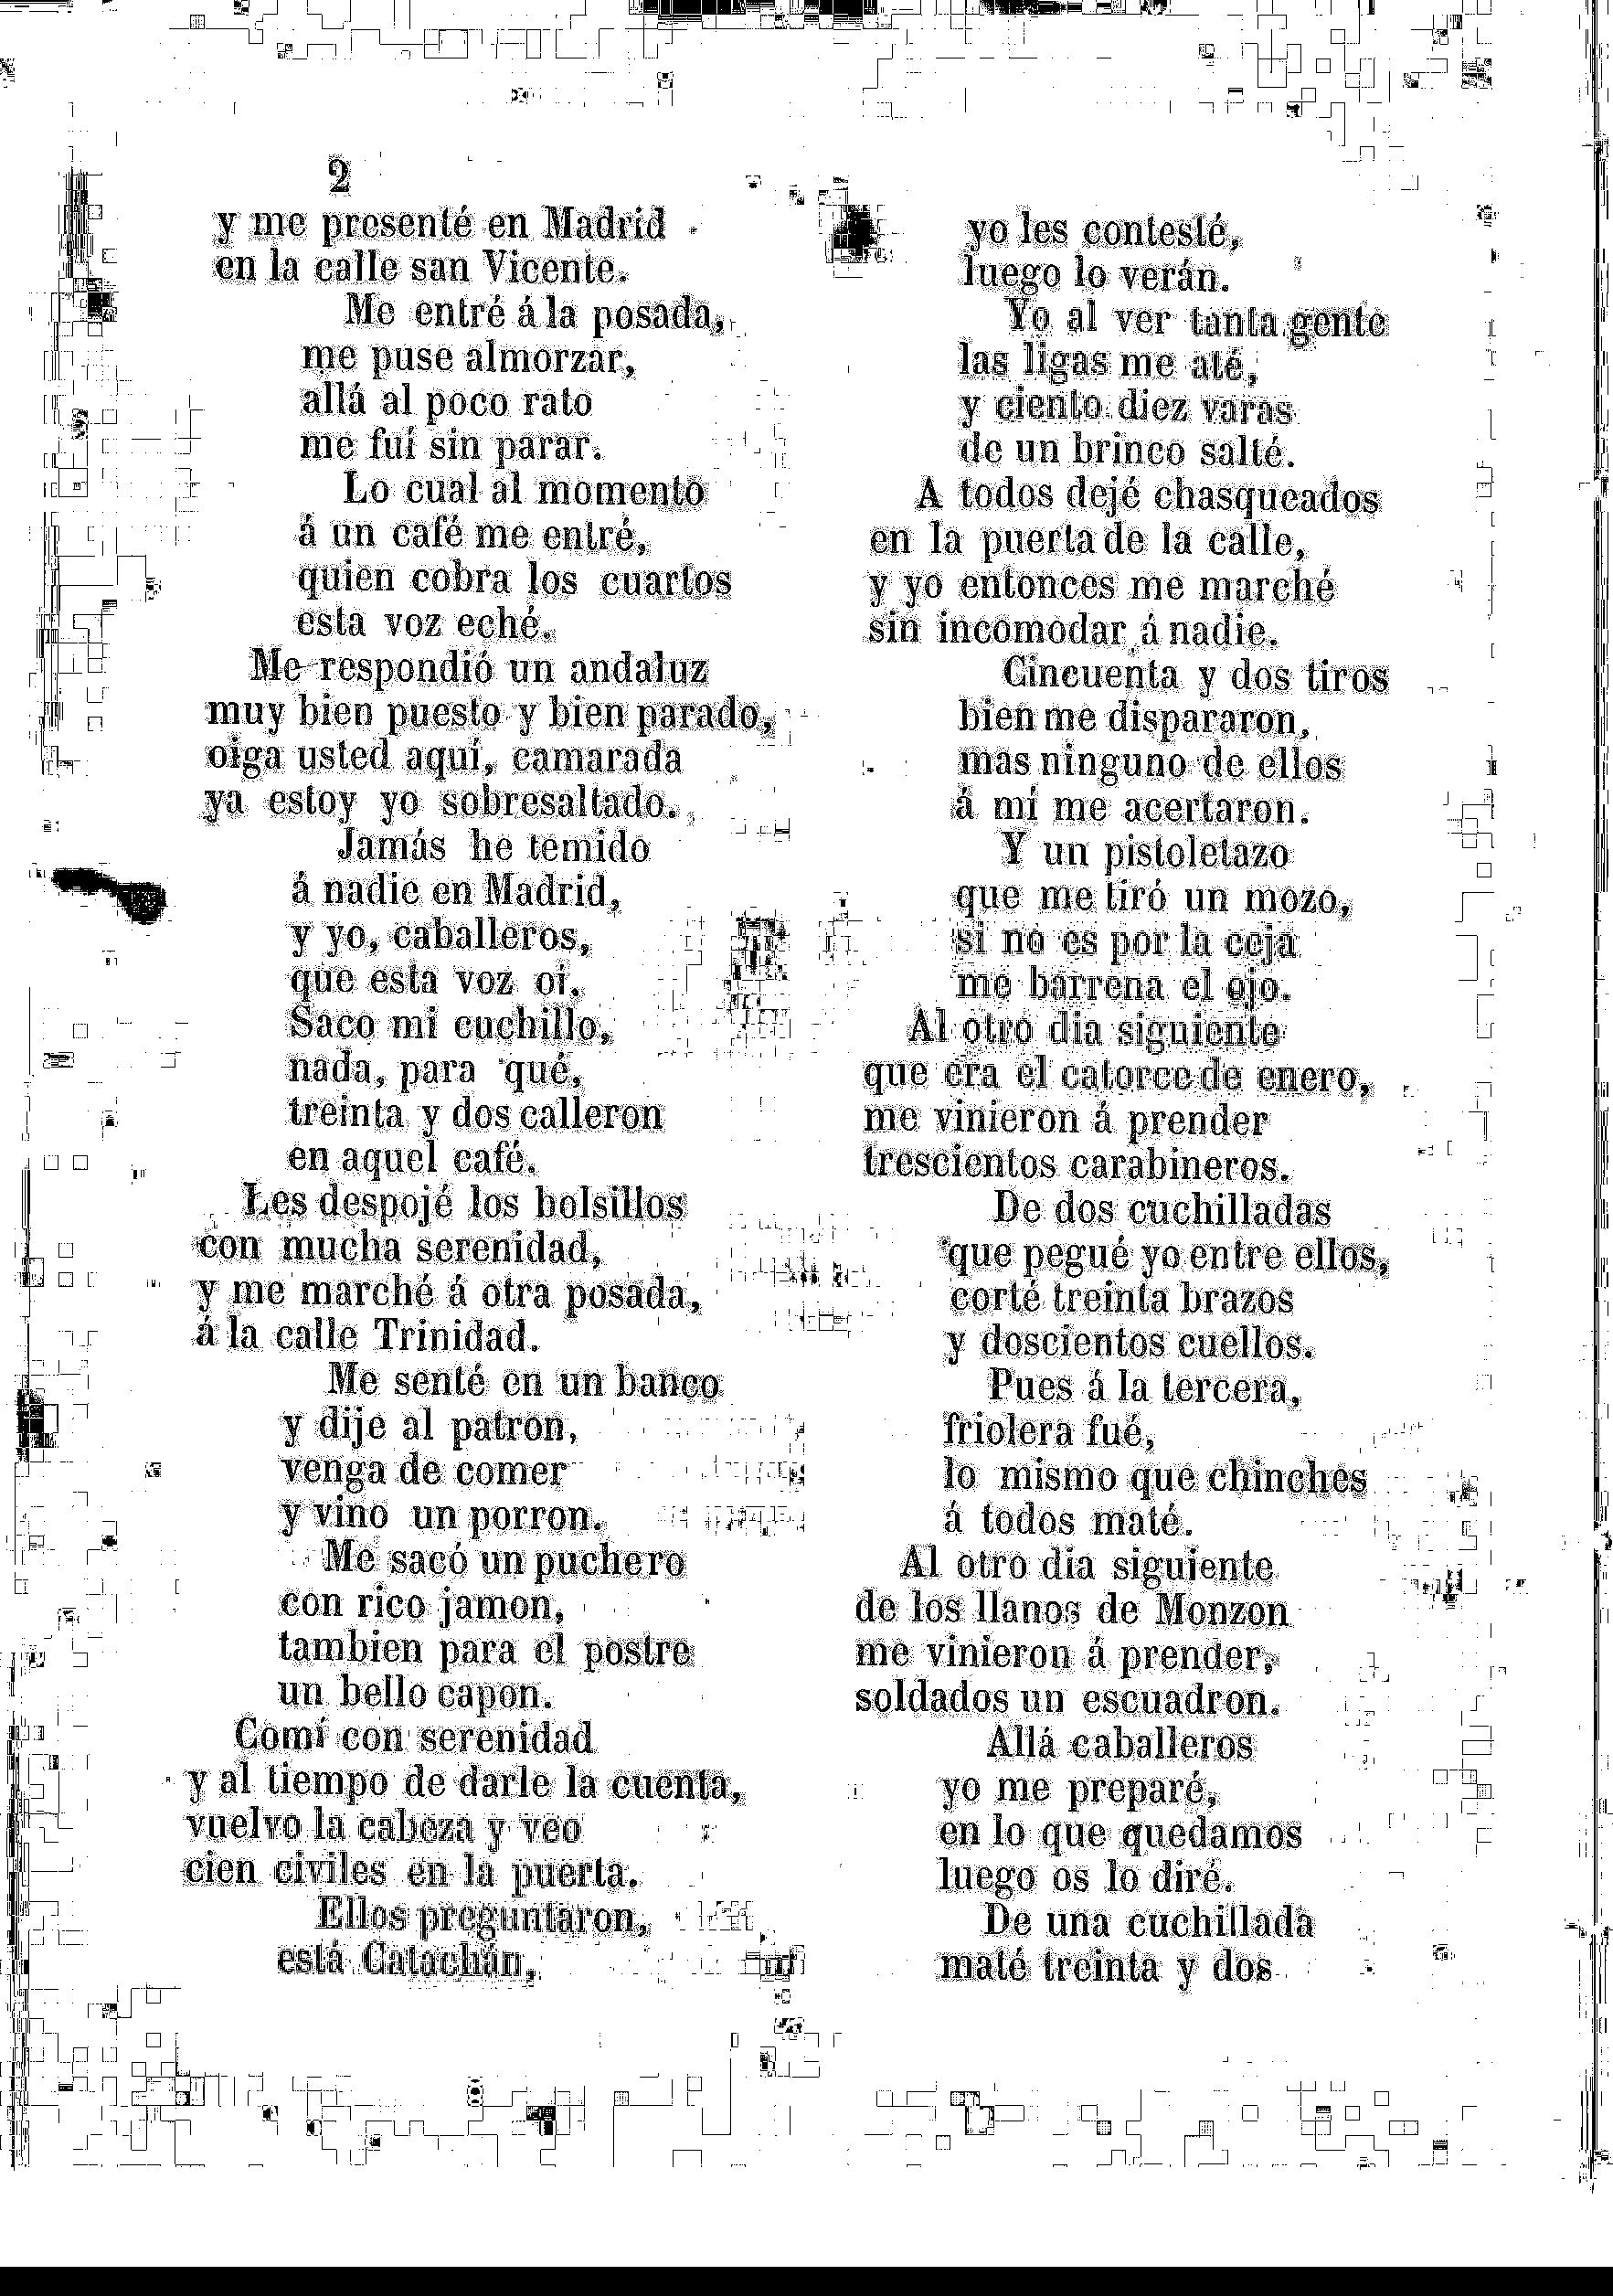 2
y me presenté en Madrid
en la calle san Vicente.
Me entré á la posada,
me puse almorzar,
allá al poco rato
me fui sin parar.
Lo cual al momento
á un café me entré,
quien cobra los cuartos
esta voz eché.
Me respondió un andaluz
muy bien puesto y bien parado,
oiga usted aquí, camarada
ya estoy yo sobresaltado.
Jamás he temido
á nadie en Madrid,
y yo, caballeros,
que esta voz oí.
Saco mi cuchillo,
nada, para qué,
treinta y dos calleron
en aquel café.
Les despojé los bolsillos
con mucha serenidad,
y me marché á otra posada,
á la calle Trinidad.
Me senté en un banco
y dije al patron,
venga de comer
y vino un porron.
Me sacó un puchero
con rico jamon,
tambien para el postre
un bello capon.
Comí con serenidad
y al tiempo de darle la cuenta,
vuelvo la cabeza y veo
cien civiles en la puerta.
Ellos preguntaron,
está Catachán,
yo les contesté,
luego lo verán.
Yo al ver tanta gente
las ligas me até,
y ciento diez varas
de un brinco salté.
A todos dejé chasqueados
en la puerta de la calle,
y yo entonces me marché
sin incomodar á nadie.
Cincuenta y dos tiros
bien me dispararon,
mas ninguno de ellos
á mi me acertaron.
Y un pistoletazo
que me tiró un mozo,
si no es por la ceja
me barrena el ojo.
Al otro dia siguiente
que era el catorce de enero,
me vinieron á prender
trescientos carabineros.
De dos cuchilladas
que pegué yo entre ellos,
corté treinta brazos
y doscientos cuellos.
Pues á la tercera,
friolera fué,
lo mismo que chinches
á todos maté.
Al otro dia siguiente
de los llanos de Monzon
me vinieron á prender,
soldados un escuadron.
Allá caballeros
yo me preparé,
en lo que quedamos
luego os lo diré.
De una cuchillada
maté treinta y dos